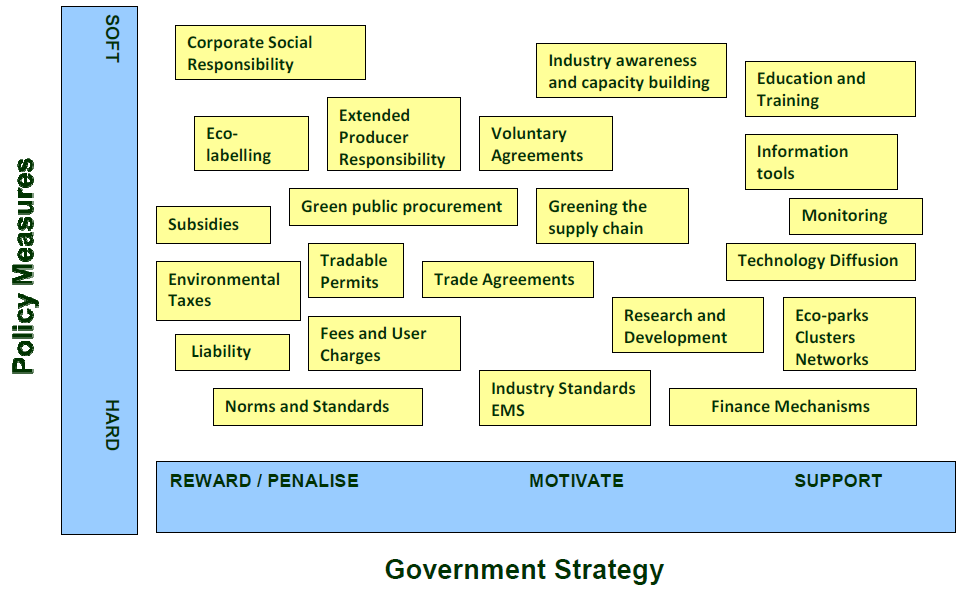 SOFT
Corporate Social
Responsibility
Industry awareness
and capacity building
Education and
Training
Eco-
labelling
Extended
Producer
Responsibility
Voluntary
Agreements
Information
tools
Policy Measures
Subsidies
Green public procurement
Greening the
supply chain
Monitoring
Environmental
Taxes
Tradable
Permits
Trade Agreements
Technology Diffusion
Liability
Fees and User
Charges
Research and
Development
Eco-parks
Clusters
Networks
HARD
Norms and Standards
Industry Standards
EMS
Finance Mechanisms
REWARD / PENALISE
MOTIVATE
SUPPORT
Government Strategy